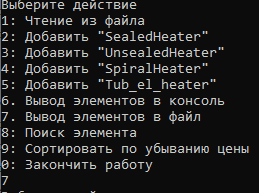 Выберите действие
1: Чтение из файла
2: Добавить "SealedHeater"
3: Добавить "UnsealedHeater"
4: Добавить "SpiralHeater"
5: Добавить "Tub_el_heater"
6. Вывод элементов в консоль
7. Вывод элементов в файл
8: Поиск элемента
9: Сортировать по убыванию цены
0: Закончить работу
7